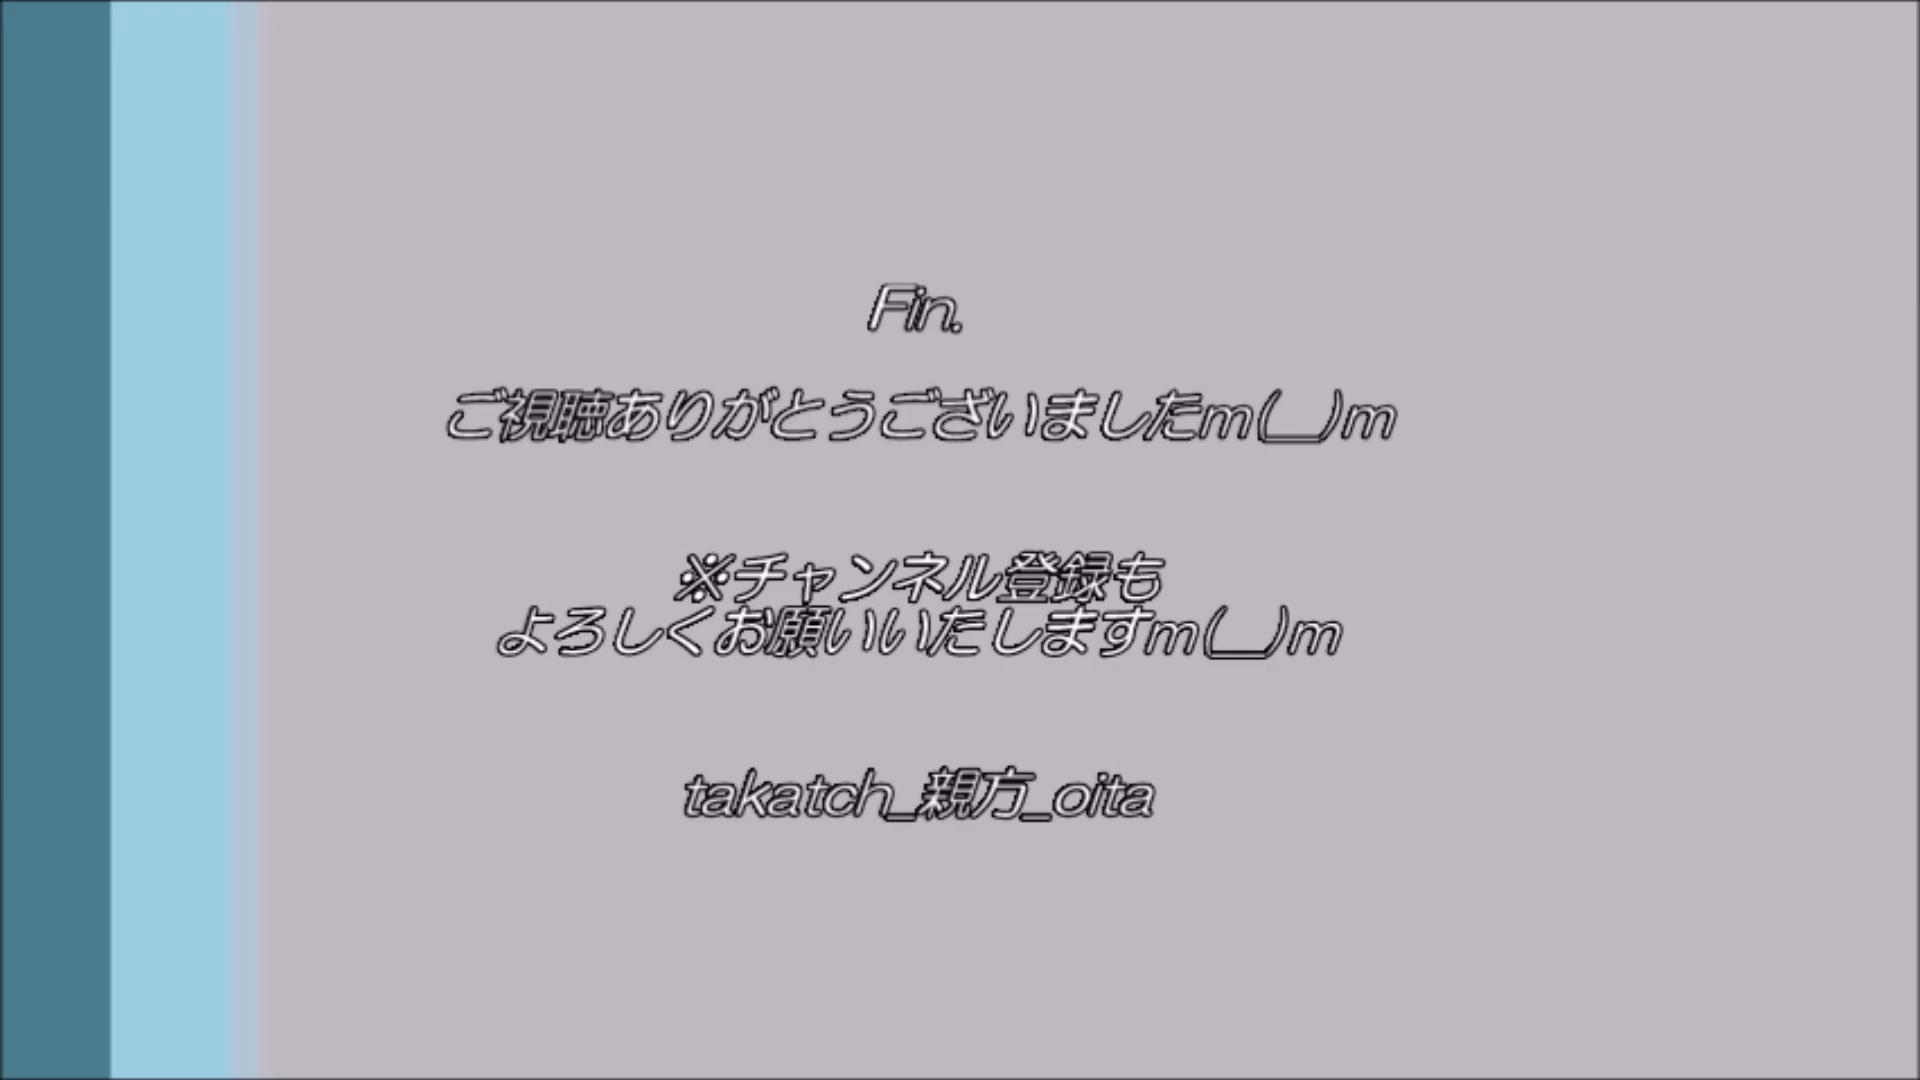 Fin.
ご視聴ありがとうございましたm(__)m
※チャンネル登録も
よろしくお願いいたしますm(__)m
takatch_親方_oita